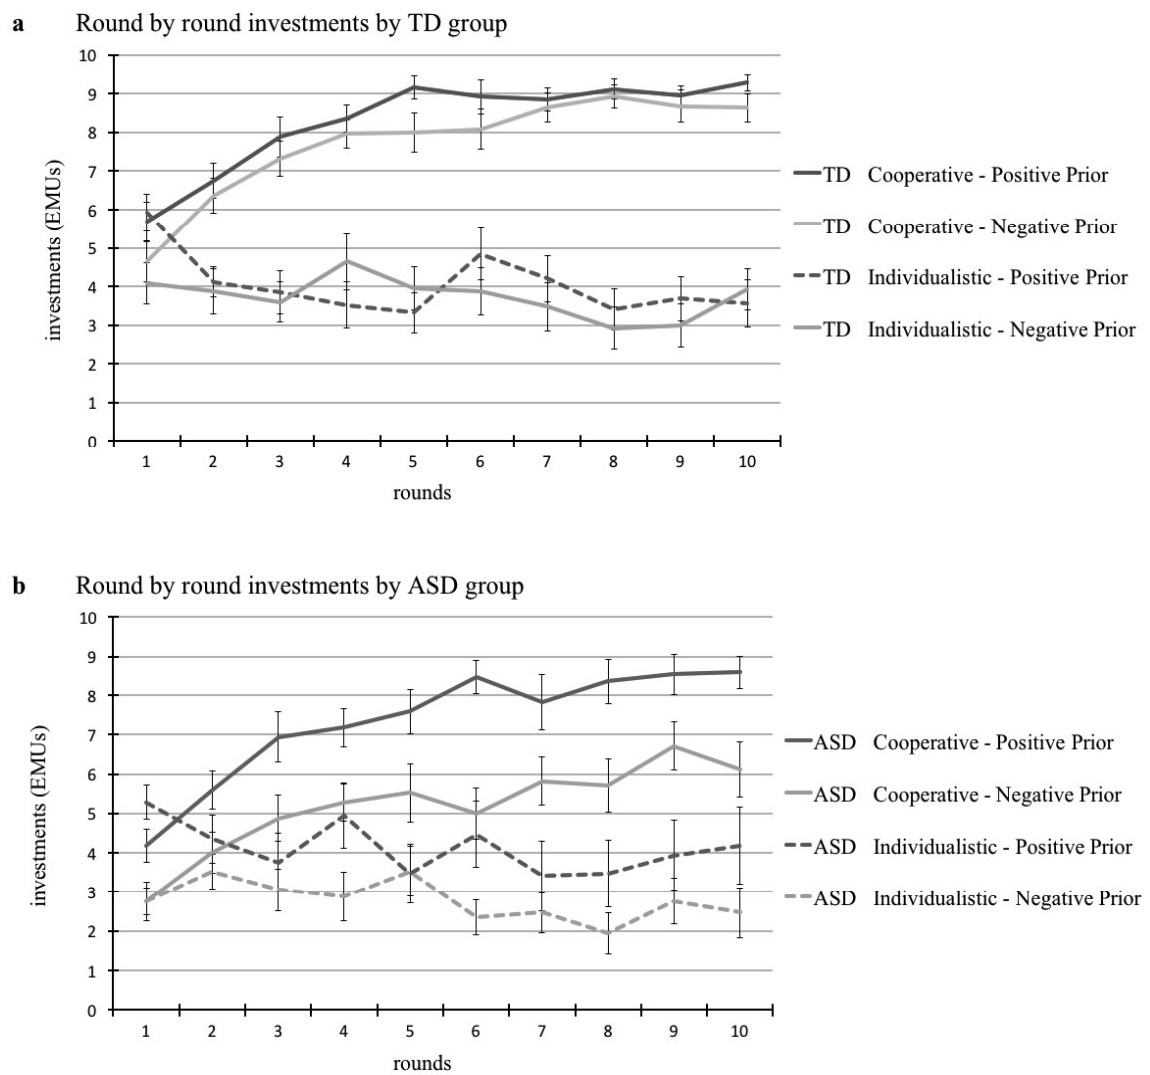 a Round by round investments by TD group
10
9
8
7
6
5
4
3
2
1
0
investments (EMUs)
1 2 3 4 5 6 7 8 9 10
rounds
TD Cooperative - Positive Prior
TD Cooperative - Negative Prior
TD Individualistic - Positive Prior
TD Individualistic - Negative Prior
b Round by round investments by ASD group
10
9
8
7
6
5
4
3
2
1
0
investments (EMUs)
1 2 3 4 5 6 7 8 9 10
rounds
ASD Cooperative - Positive Prior
ASD Cooperative - Negative Prior
ASD Individualistic - Positive Prior
ASD Individualistic - Negative Prior